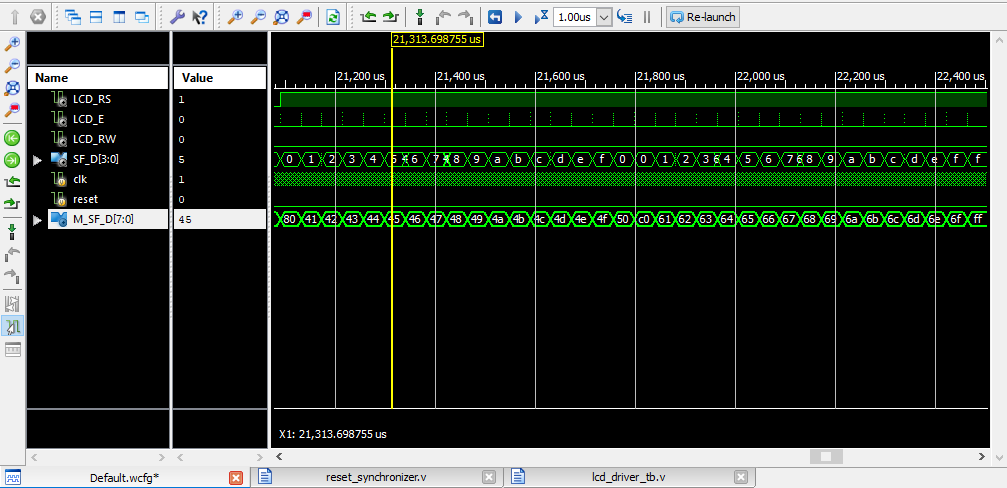 1.00us Re-launch
21,313.698755 us
Name Value
21,200 us 21,400 us 21,600 us 21,800 us 22,000 us 22,200 us 22,400 us
LCD_RS 1
LCD_E 0
LCD_RW 0
SF_D[3:0] 5 0 1 2 3 4 5 6 7 8 9 a b c d e f 0 0 1 2 3 4 5 6 7 8 9 a b c d e f f
clk 1
reset 0
M_SF_D[7:0] 45 80 41 42 43 44 45 46 47 48 49 4a 4b 4c 4d 4e 4f 50 c0 61 62 63 64 65 66 67 68 69 6a 6b 6c 6d 6e 6f ff
X1: 21,313.698755 us
Default.wcfg* reset_synchronizer.v lcd_driver_tb.v